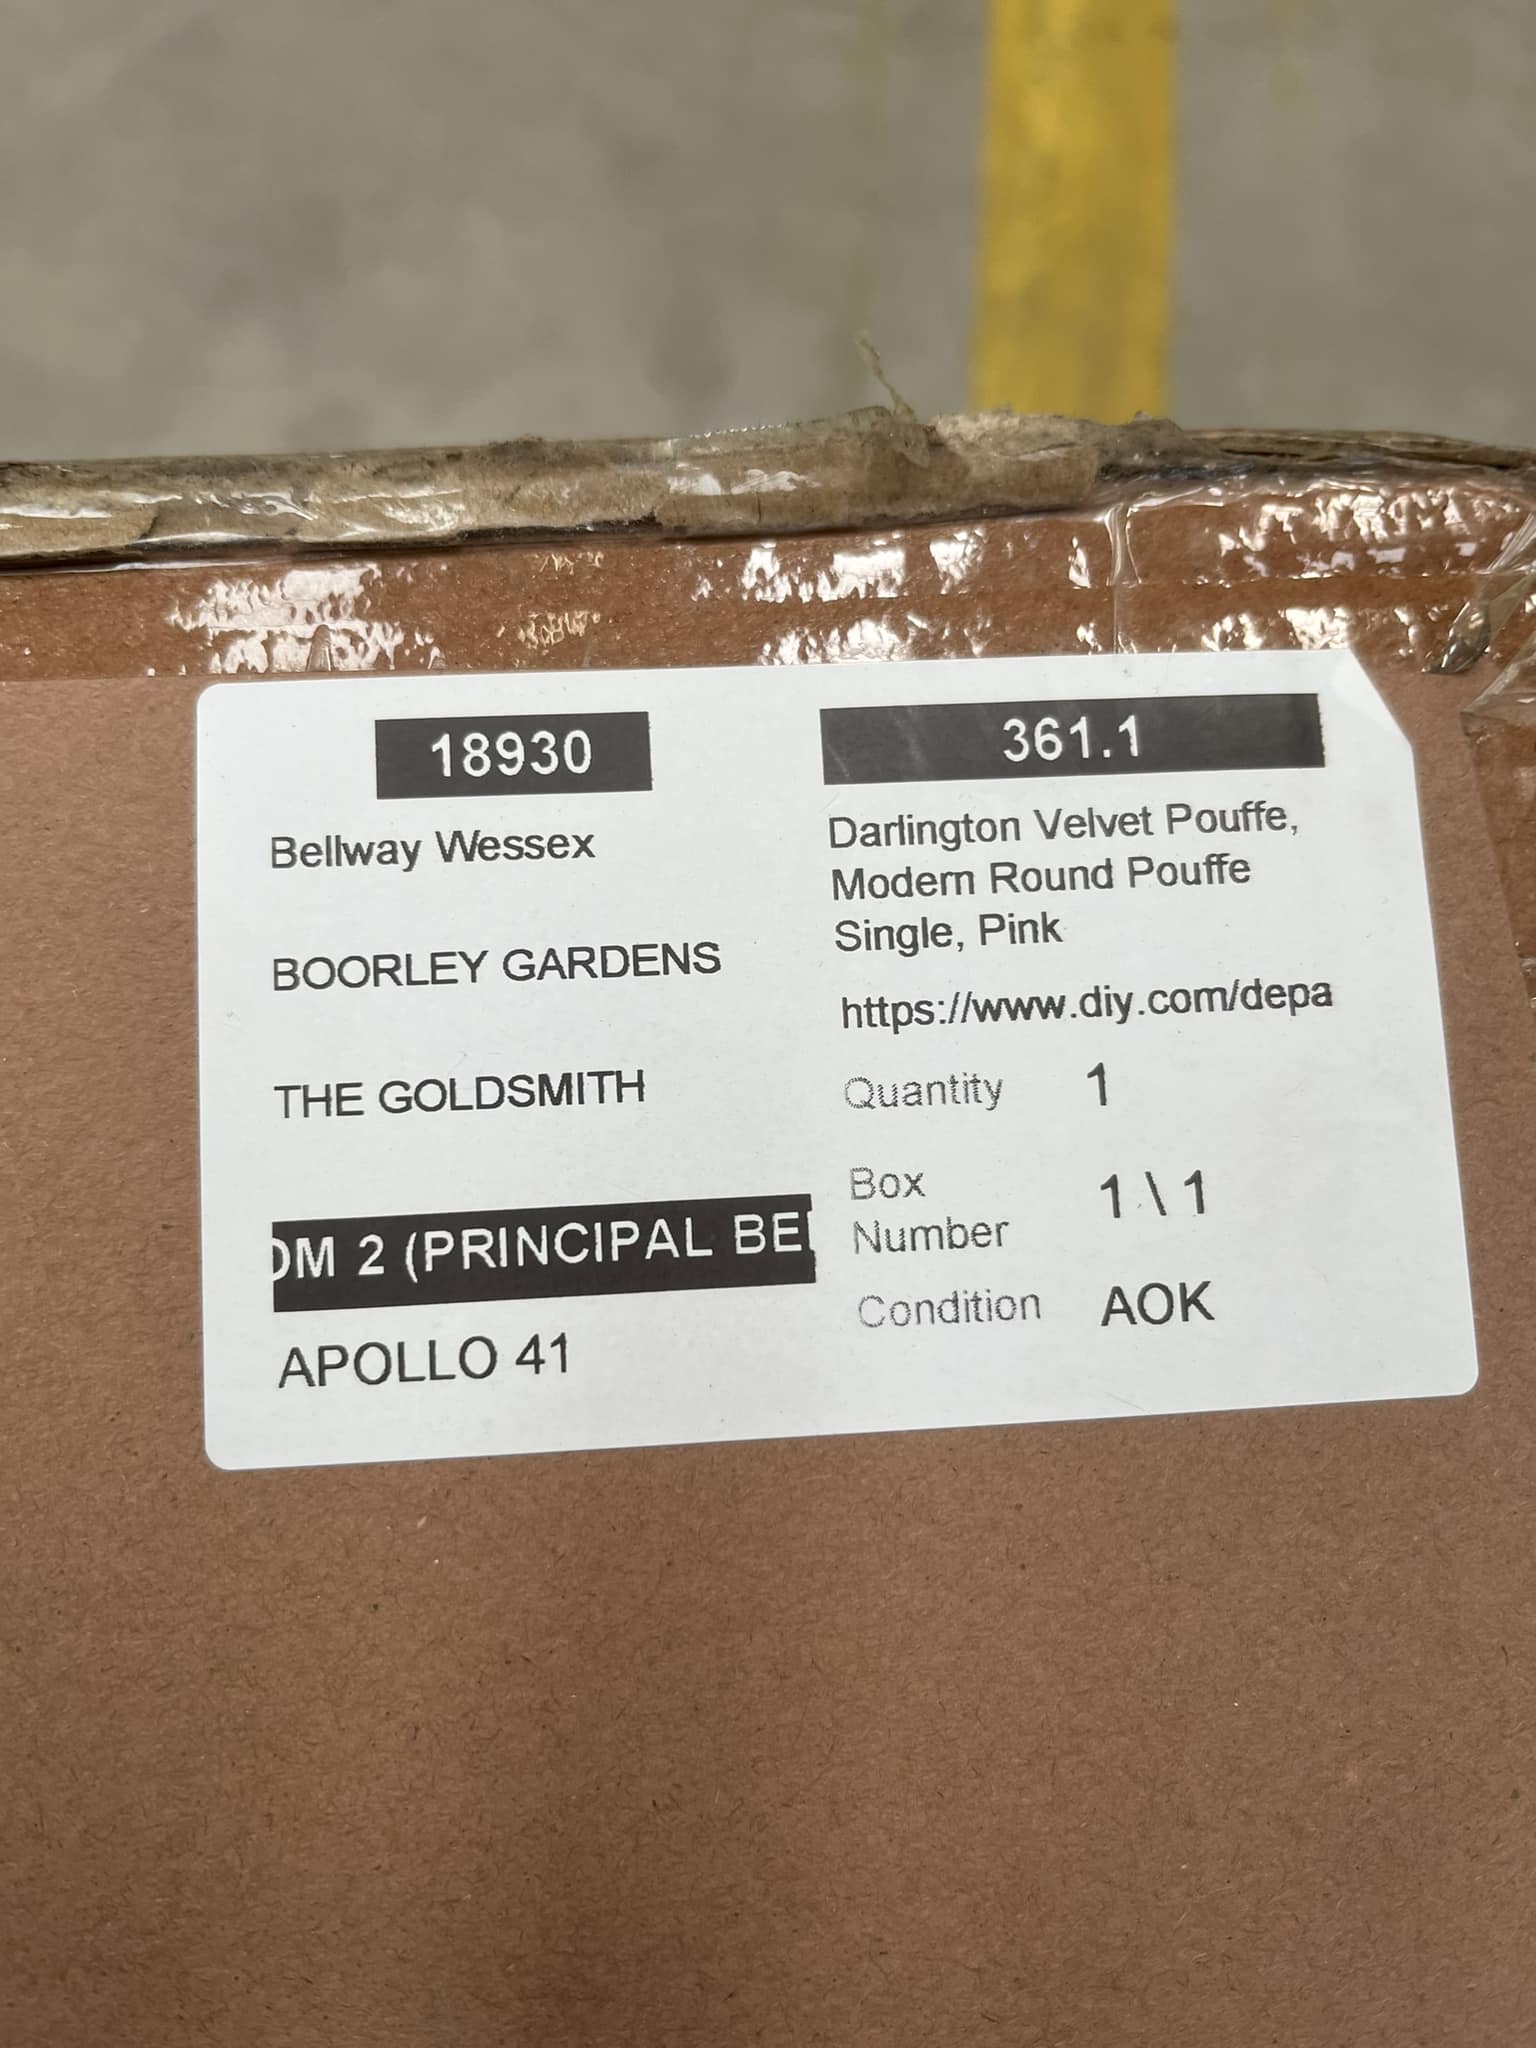 18930
Bellway Wessex
BOORLEY GARDENS
THE GOLDSMITH
OM 2 (PRINCIPAL BE
APOLLO 41
361.1
Darlington Velvet Pouffe,
Modern Round Pouffe
Single, Pink
https://www.diy.com/depa
Quantity 1
Box
Number 1 \ 1
Condition AOK